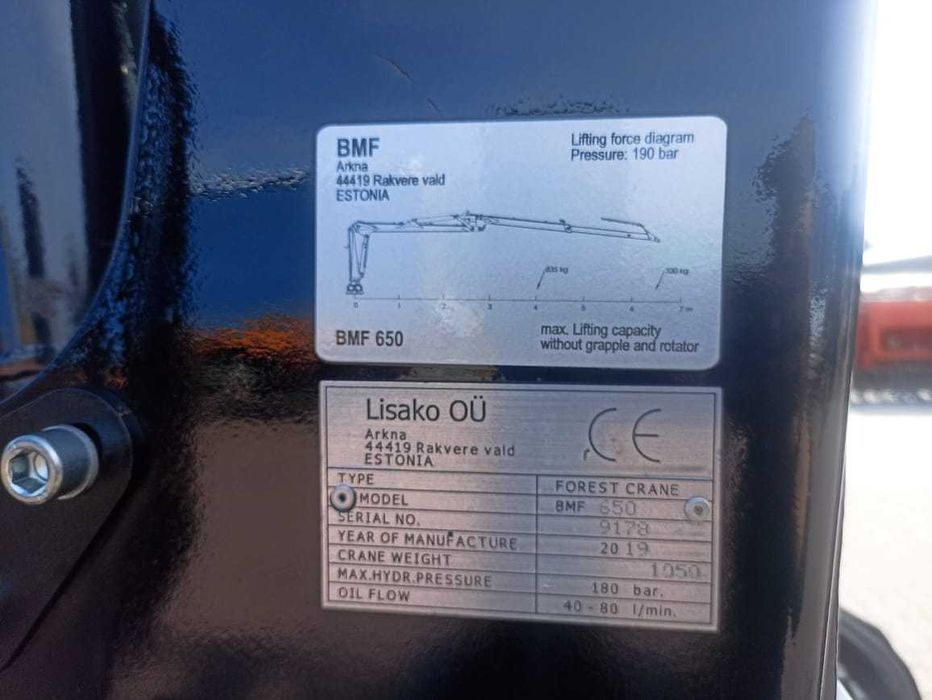 BMF
Arkna
44419 Rakvere vald
ESTONIA
Lifting force diagram
Pressure: 190 bar
835 kg
0 1 2 3 4 5 6 7 m
BMF 650
max. Lifting capacity
without grapple and rotator
Lisako OÜ
Arkna
44419 Rakvere vald
ESTONIA
CE
TYPE FOREST CRANE
MODEL BMF 650
SERIAL NO. 9178
YEAR OF MANUFACTURE 2019
CRANE WEIGHT 1050
MAX.HYDR.PRESSURE 180 bar.
OIL FLOW 40 - 80 l/min.